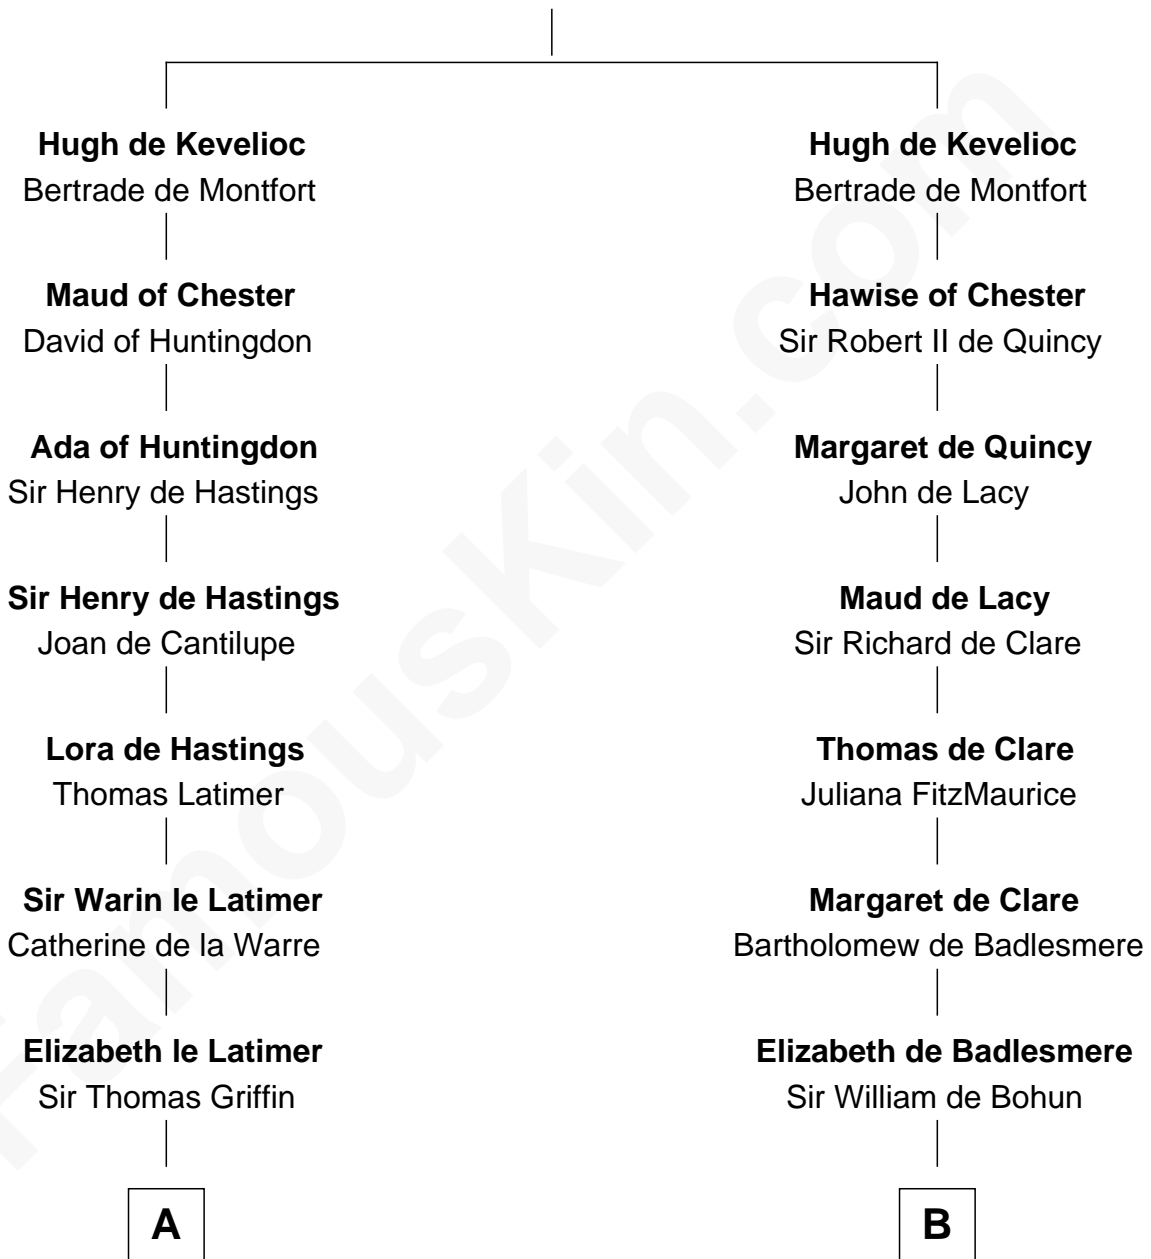 Hugh de Kevelioc
Bertrade de Montfort
Maud of Chester
David of Huntingdon
Ada of Huntingdon
Sir Henry de Hastings
Sir Henry de Hastings
Joan de Cantilupe
Lora de Hastings
Thomas Latimer
Sir Warin le Latimer
Catherine de la Warre
Elizabeth le Latimer
Sir Thomas Griffin
A
Hugh de Kevelioc
Bertrade de Montfort
Hawise of Chester
Sir Robert II de Quincy
Margaret de Quincy
John de Lacy
Maud de Lacy
Sir Richard de Clare
Thomas de Clare
Juliana FitzMaurice
Margaret de Clare
Bartholomew de Badlesmere
Elizabeth de Badlesmere
Sir William de Bohun
B
FamousKin.com